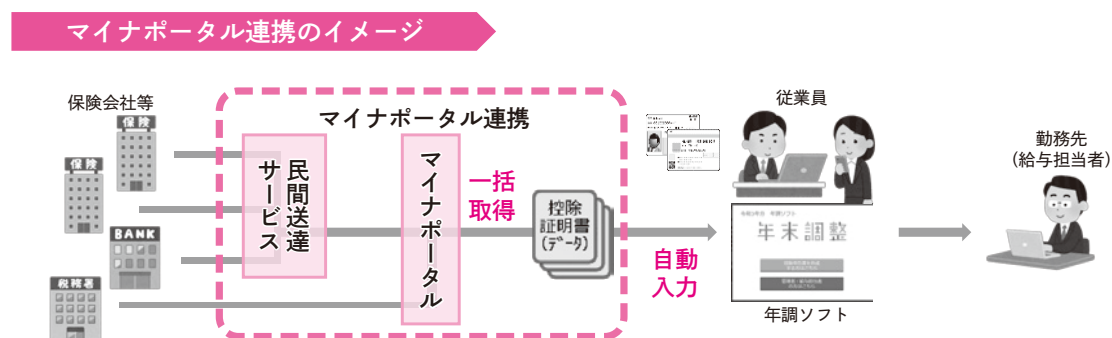 マイナポータル連携のイメージ
保険会社等
保険
保険
BANK
税務署
マイナポータル連携
民間送達
サービス
マイナポータル
一括
取得
控除
証明書
(データ)
自動
入力
従業員
年末調整
年調ソフト
勤務先
(給与担当者)